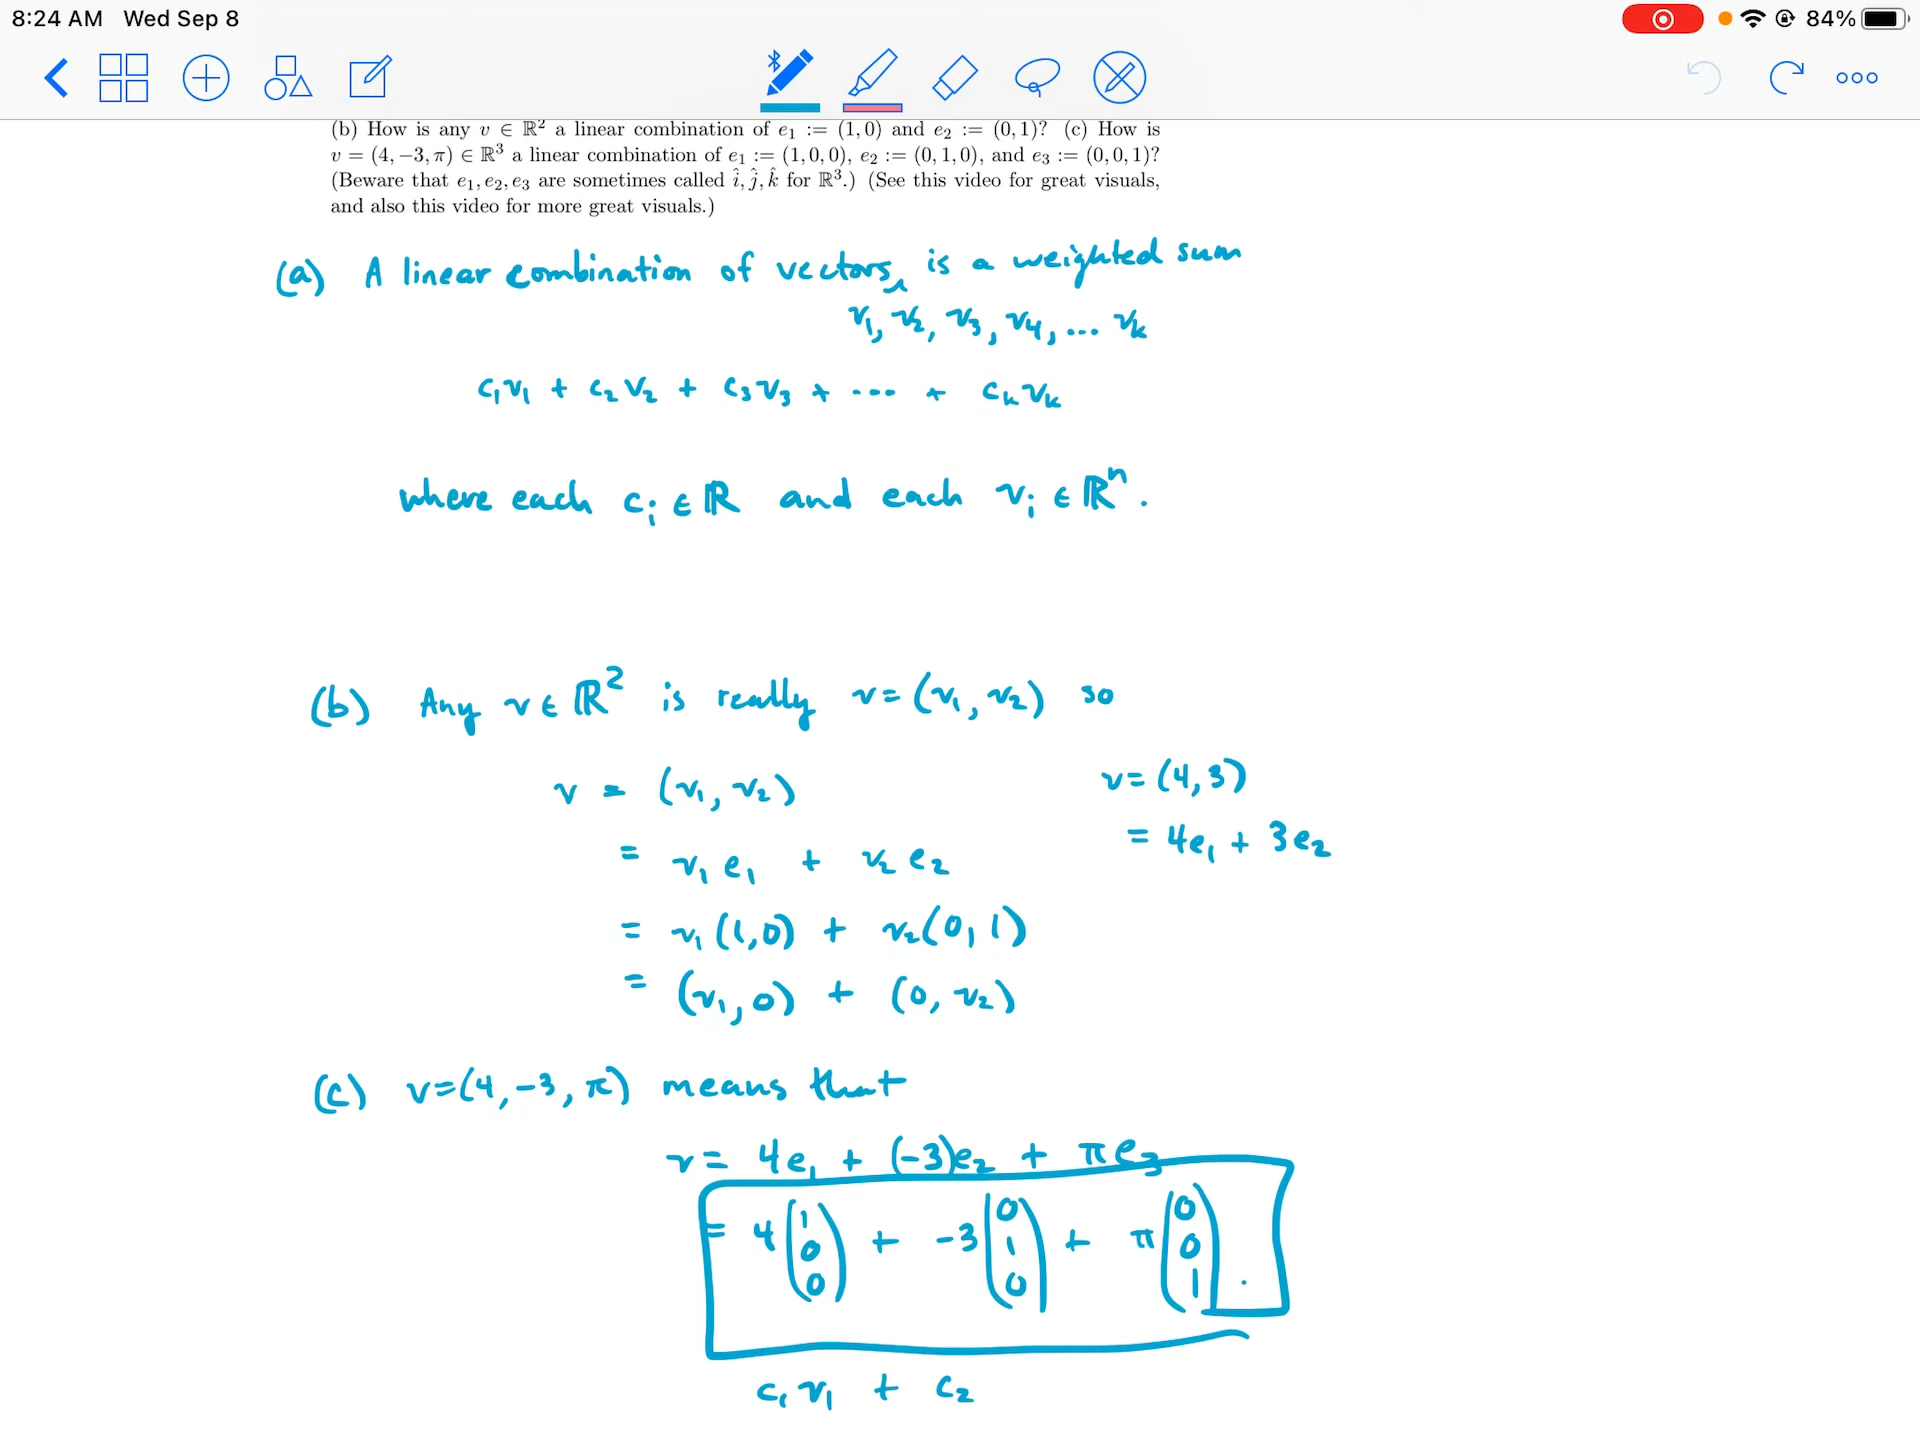 8:24 AM Wed Sep 8 84%
(b) How is any v ∈ ℝ² a linear combination of e₁ := (1, 0) and e₂ := (0, 1)? (c) How is
v = (4, −3, π) ∈ ℝ³ a linear combination of e₁ := (1, 0, 0), e₂ := (0, 1, 0), and e₃ := (0, 0, 1)?
(Beware that e₁, e₂, e₃ are sometimes called î, ĵ, k̂ for ℝ³.) (See this video for great visuals,
and also this video for more great visuals.)
(a) A linear combination of vectors is a weighted sum
v₁, v₂, v₃, v₄, ... vₖ
c₁v₁ + c₂v₂ + c₃v₃ + ... + cₖvₖ
where each cᵢ ∈ ℝ and each vᵢ ∈ ℝⁿ.
(b) Any v ∈ ℝ² is really v = (v₁, v₂) so
v = (v₁, v₂)
= v₁e₁ + v₂e₂
= v₁(1,0) + v₂(0,1)
= (v₁,0) + (0,v₂)
v = (4,3)
= 4e₁ + 3e₂
(c) v=(4,-3,π) means that
v = 4e₁ + (-3)e₂ + πe₃
= 4(1 0 0) + -3(0 1 0) + π(0 0 1).
c₁v₁ + c₂